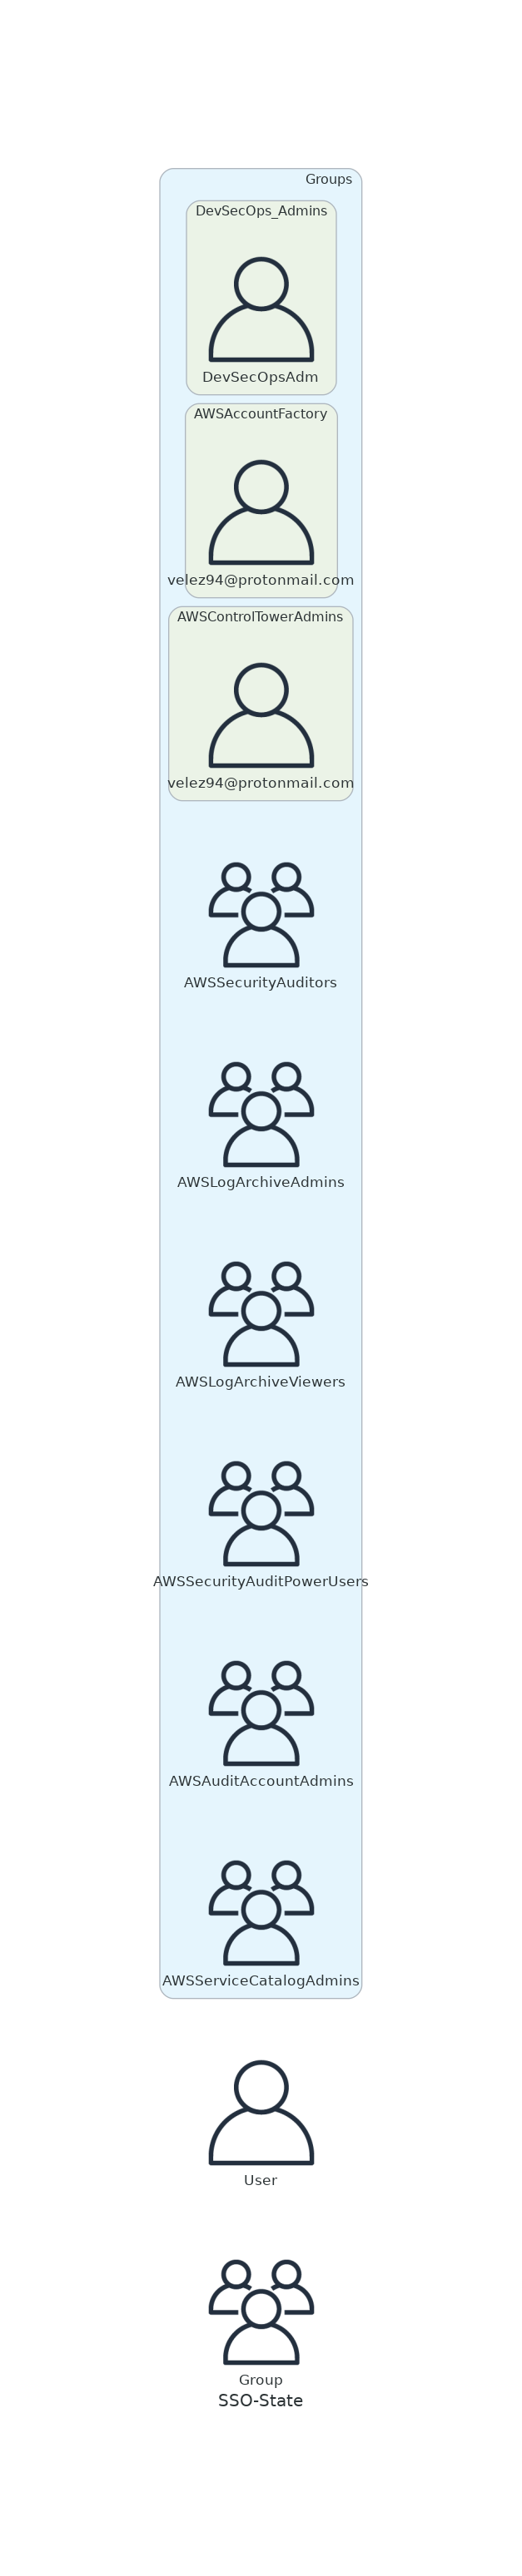 Groups
DevSecOps_Admins
DevSecOpsAdm
AWSAccountFactory
velez94@protonmail.com
AWSControlTowerAdmins
velez94@protonmail.com
AWSSecurityAuditors
AWSLogArchiveAdmins
AWSLogArchiveViewers
AWSSecurityAuditPowerUsers
AWSAuditAccountAdmins
AWSServiceCatalogAdmins
User
Group
SSO-State